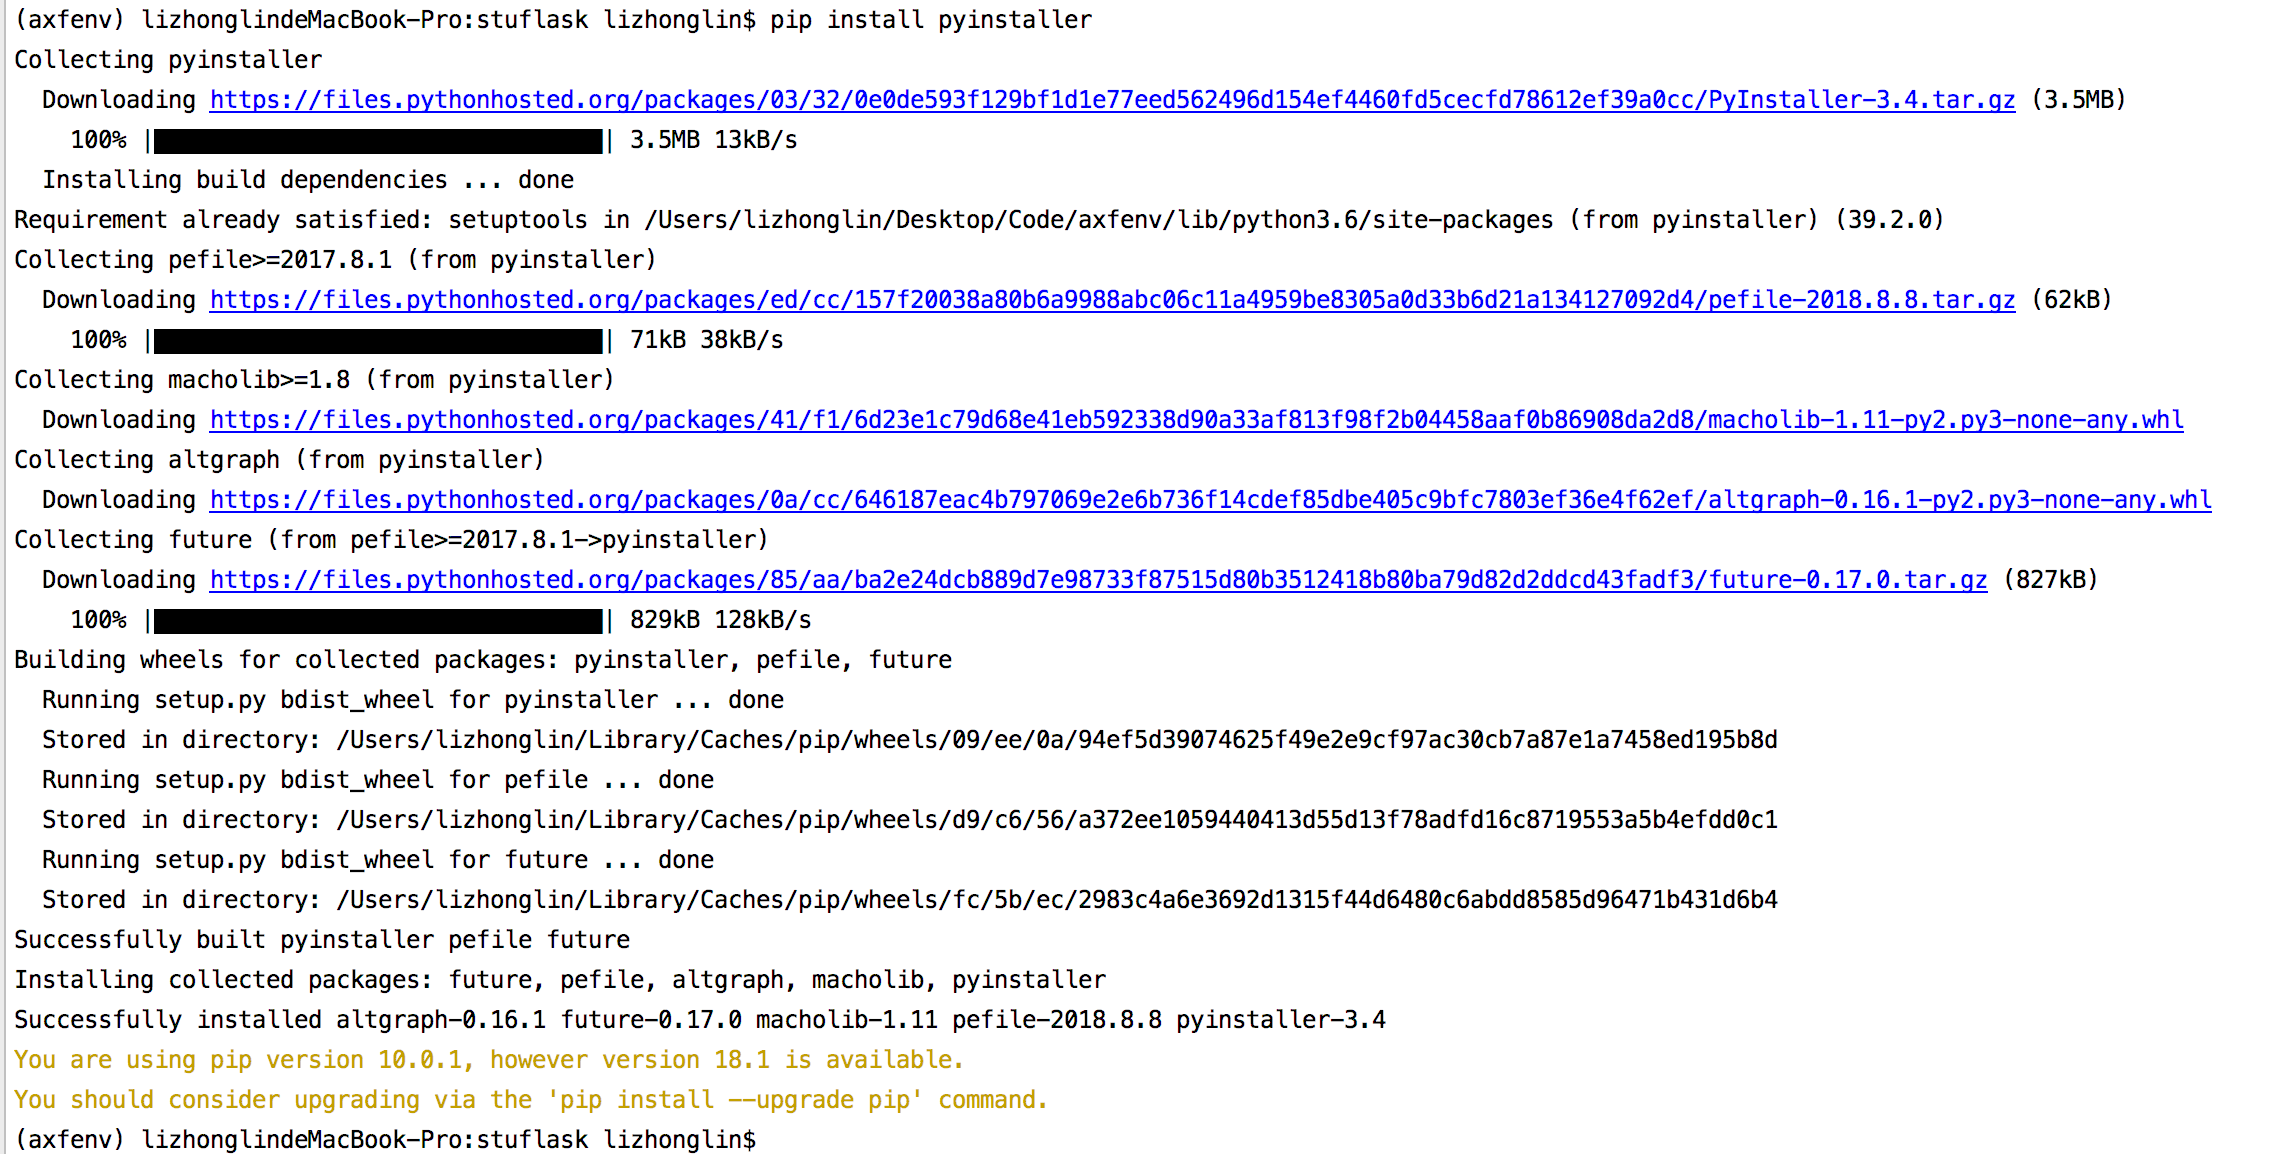 (axfenv) lizhonglindeMacBook-Pro:stuflask lizhonglin$ pip install pyinstaller
Collecting pyinstaller
  Downloading https://files.pythonhosted.org/packages/03/32/0e0de593f129bf1d1e77eed562496d154ef4460fd5cecfd78612ef39a0cc/PyInstaller-3.4.tar.gz (3.5MB)
    100% |████████████████████████████████| 3.5MB 13kB/s
  Installing build dependencies ... done
Requirement already satisfied: setuptools in /Users/lizhonglin/Desktop/Code/axfenv/lib/python3.6/site-packages (from pyinstaller) (39.2.0)
Collecting pefile>=2017.8.1 (from pyinstaller)
  Downloading https://files.pythonhosted.org/packages/ed/cc/157f20038a80b6a9988abc06c11a4959be8305a0d33b6d21a134127092d4/pefile-2018.8.8.tar.gz (62kB)
    100% |████████████████████████████████| 71kB 38kB/s
Collecting macholib>=1.8 (from pyinstaller)
  Downloading https://files.pythonhosted.org/packages/41/f1/6d23e1c79d68e41eb592338d90a33af813f98f2b04458aaf0b86908da2d8/macholib-1.11-py2.py3-none-any.whl
Collecting altgraph (from pyinstaller)
  Downloading https://files.pythonhosted.org/packages/0a/cc/646187eac4b797069e2e6b736f14cdef85dbe405c9bfc7803ef36e4f62ef/altgraph-0.16.1-py2.py3-none-any.whl
Collecting future (from pefile>=2017.8.1->pyinstaller)
  Downloading https://files.pythonhosted.org/packages/85/aa/ba2e24dcb889d7e98733f87515d80b3512418b80ba79d82d2ddcd43fadf3/future-0.17.0.tar.gz (827kB)
    100% |████████████████████████████████| 829kB 128kB/s
Building wheels for collected packages: pyinstaller, pefile, future
  Running setup.py bdist_wheel for pyinstaller ... done
  Stored in directory: /Users/lizhonglin/Library/Caches/pip/wheels/09/ee/0a/94ef5d39074625f49e2e9cf97ac30cb7a87e1a7458ed195b8d
  Running setup.py bdist_wheel for pefile ... done
  Stored in directory: /Users/lizhonglin/Library/Caches/pip/wheels/d9/c6/56/a372ee1059440413d55d13f78adfd16c8719553a5b4efdd0c1
  Running setup.py bdist_wheel for future ... done
  Stored in directory: /Users/lizhonglin/Library/Caches/pip/wheels/fc/5b/ec/2983c4a6e3692d1315f44d6480c6abdd8585d96471b431d6b4
Successfully built pyinstaller pefile future
Installing collected packages: future, pefile, altgraph, macholib, pyinstaller
Successfully installed altgraph-0.16.1 future-0.17.0 macholib-1.11 pefile-2018.8.8 pyinstaller-3.4
You are using pip version 10.0.1, however version 18.1 is available.
You should consider upgrading via the 'pip install --upgrade pip' command.
(axfenv) lizhonglindeMacBook-Pro:stuflask lizhonglin$